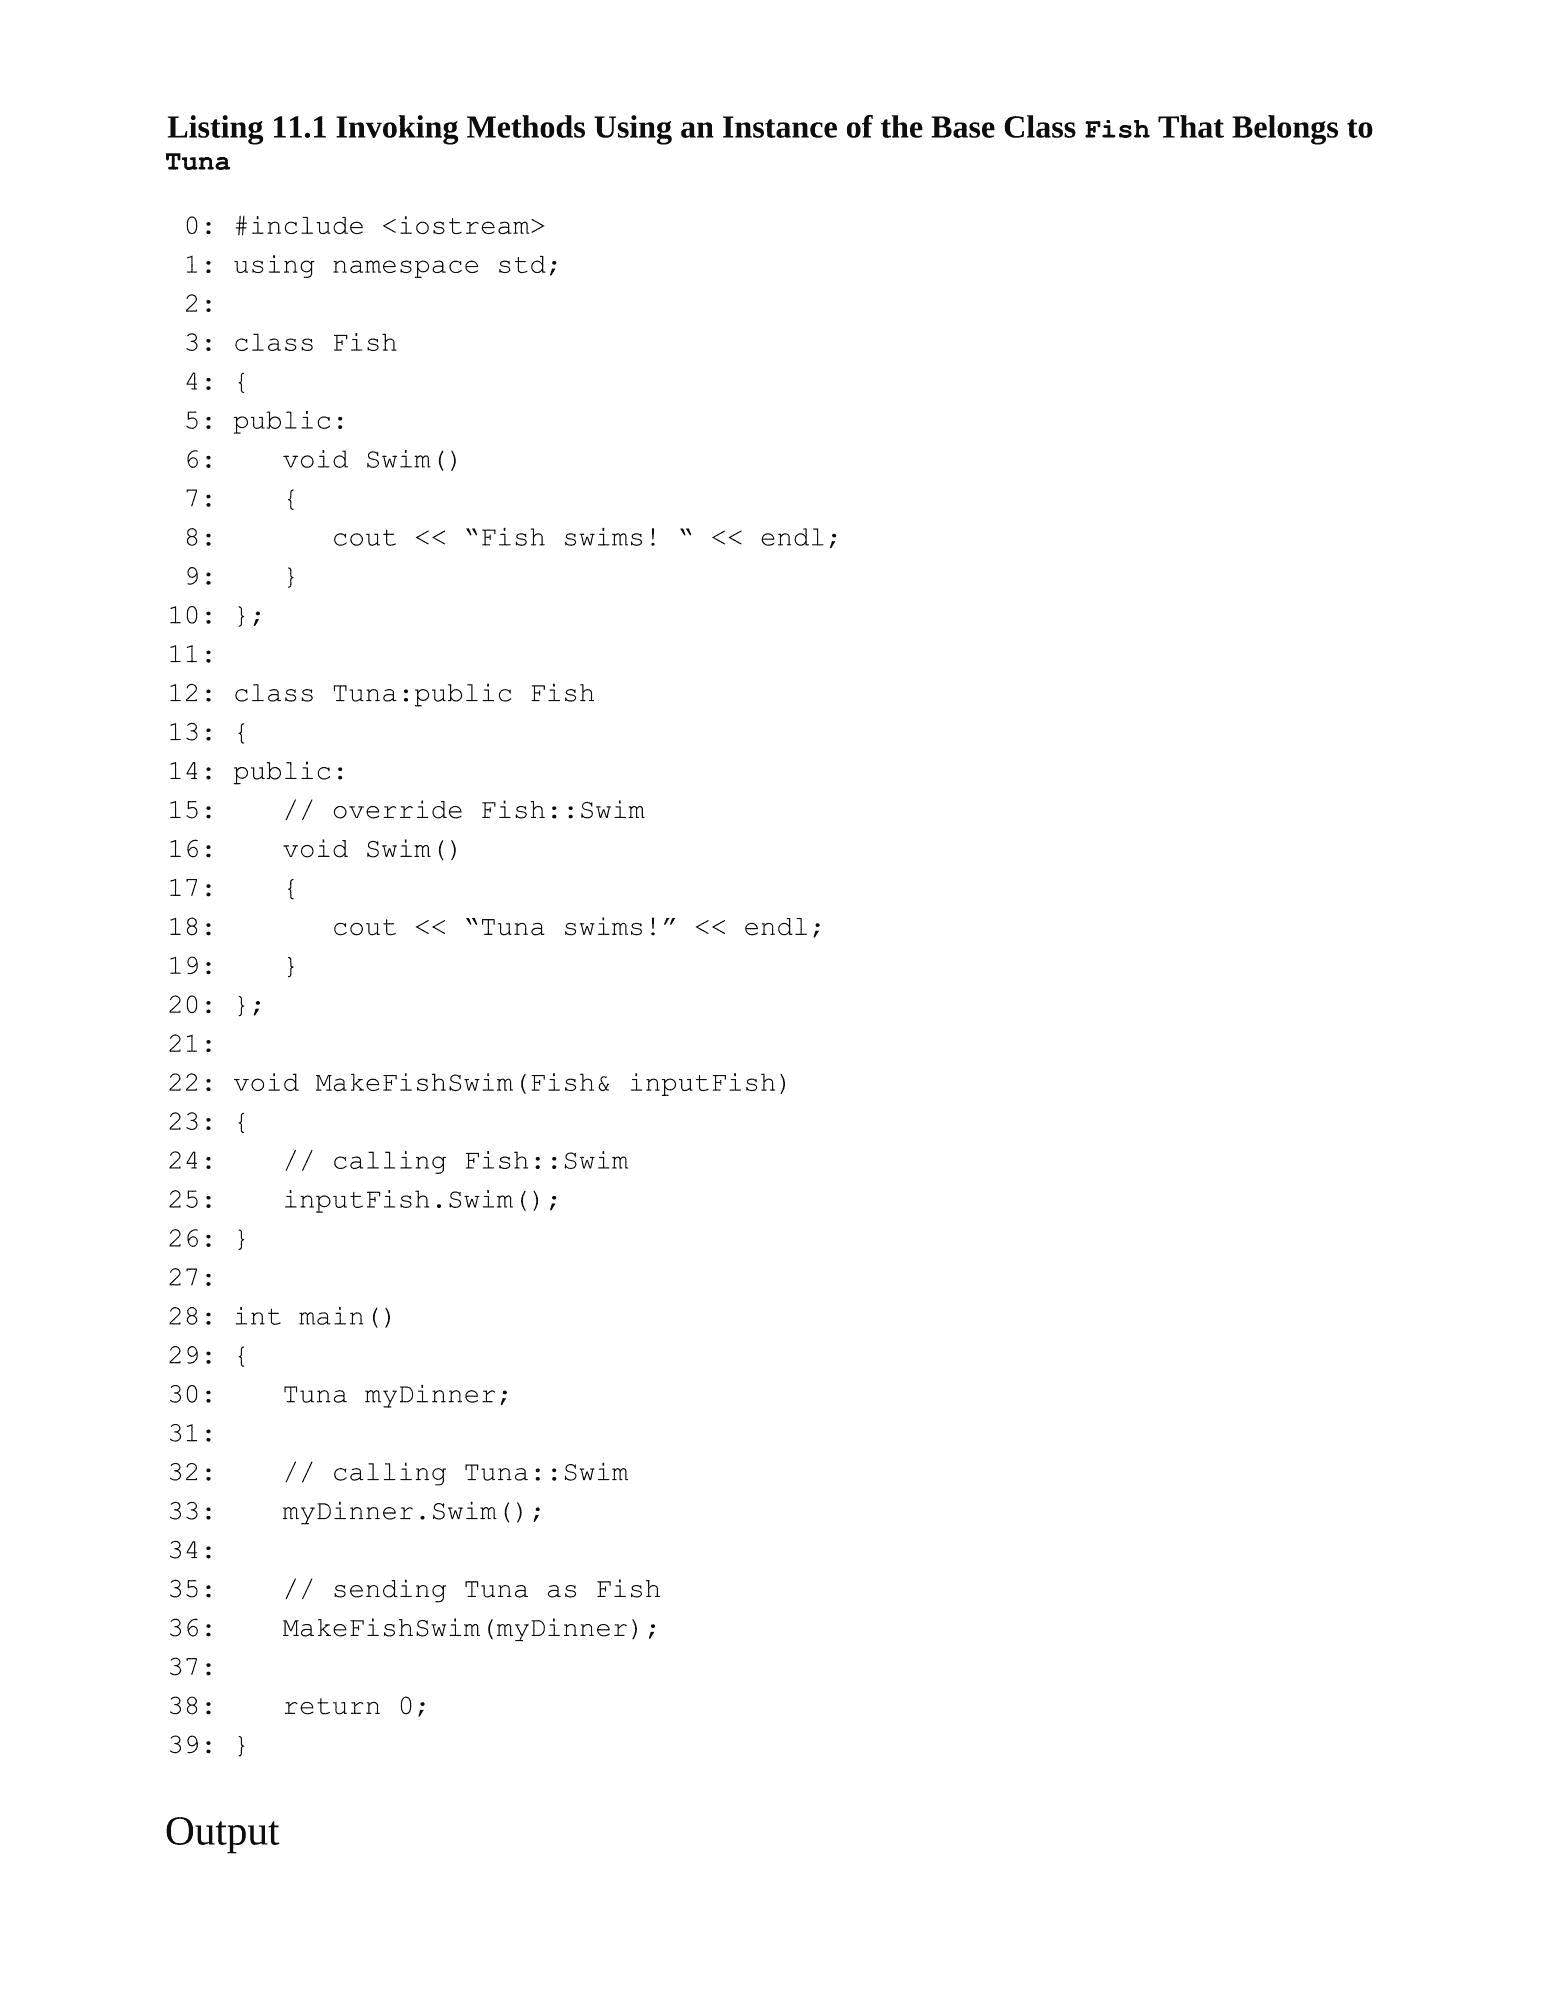 Listing 11.1 Invoking Methods Using an Instance of the Base Class Fish That Belongs to
Tuna
 0: #include <iostream>
 1: using namespace std;
 2:
 3: class Fish
 4: {
 5: public:
 6:    void Swim()
 7:    {
 8:       cout << “Fish swims! “ << endl;
 9:    }
10: };
11:
12: class Tuna:public Fish
13: {
14: public:
15:    // override Fish::Swim
16:    void Swim()
17:    {
18:       cout << “Tuna swims!” << endl;
19:    }
20: };
21:
22: void MakeFishSwim(Fish& inputFish)
23: {
24:    // calling Fish::Swim
25:    inputFish.Swim();
26: }
27:
28: int main()
29: {
30:    Tuna myDinner;
31:
32:    // calling Tuna::Swim
33:    myDinner.Swim();
34:
35:    // sending Tuna as Fish
36:    MakeFishSwim(myDinner);
37:
38:    return 0;
39: }
Output